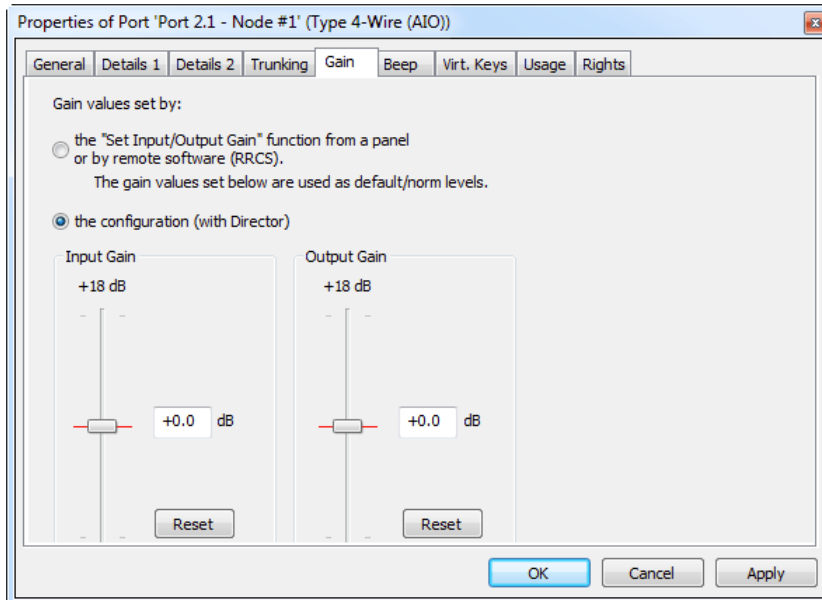 Properties of Port 'Port 2.1 - Node #1' (Type 4-Wire (AIO))
General Details 1 Details 2 Trunking Gain Beep Virt. Keys Usage Rights
Gain values set by:
the "Set Input/Output Gain" function from a panel
or by remote software (RRCS).
The gain values set below are used as default/norm levels.
the configuration (with Director)
Input Gain Output Gain
+18 dB +18 dB
+0.0 dB +0.0 dB
Reset Reset
OK Cancel Apply